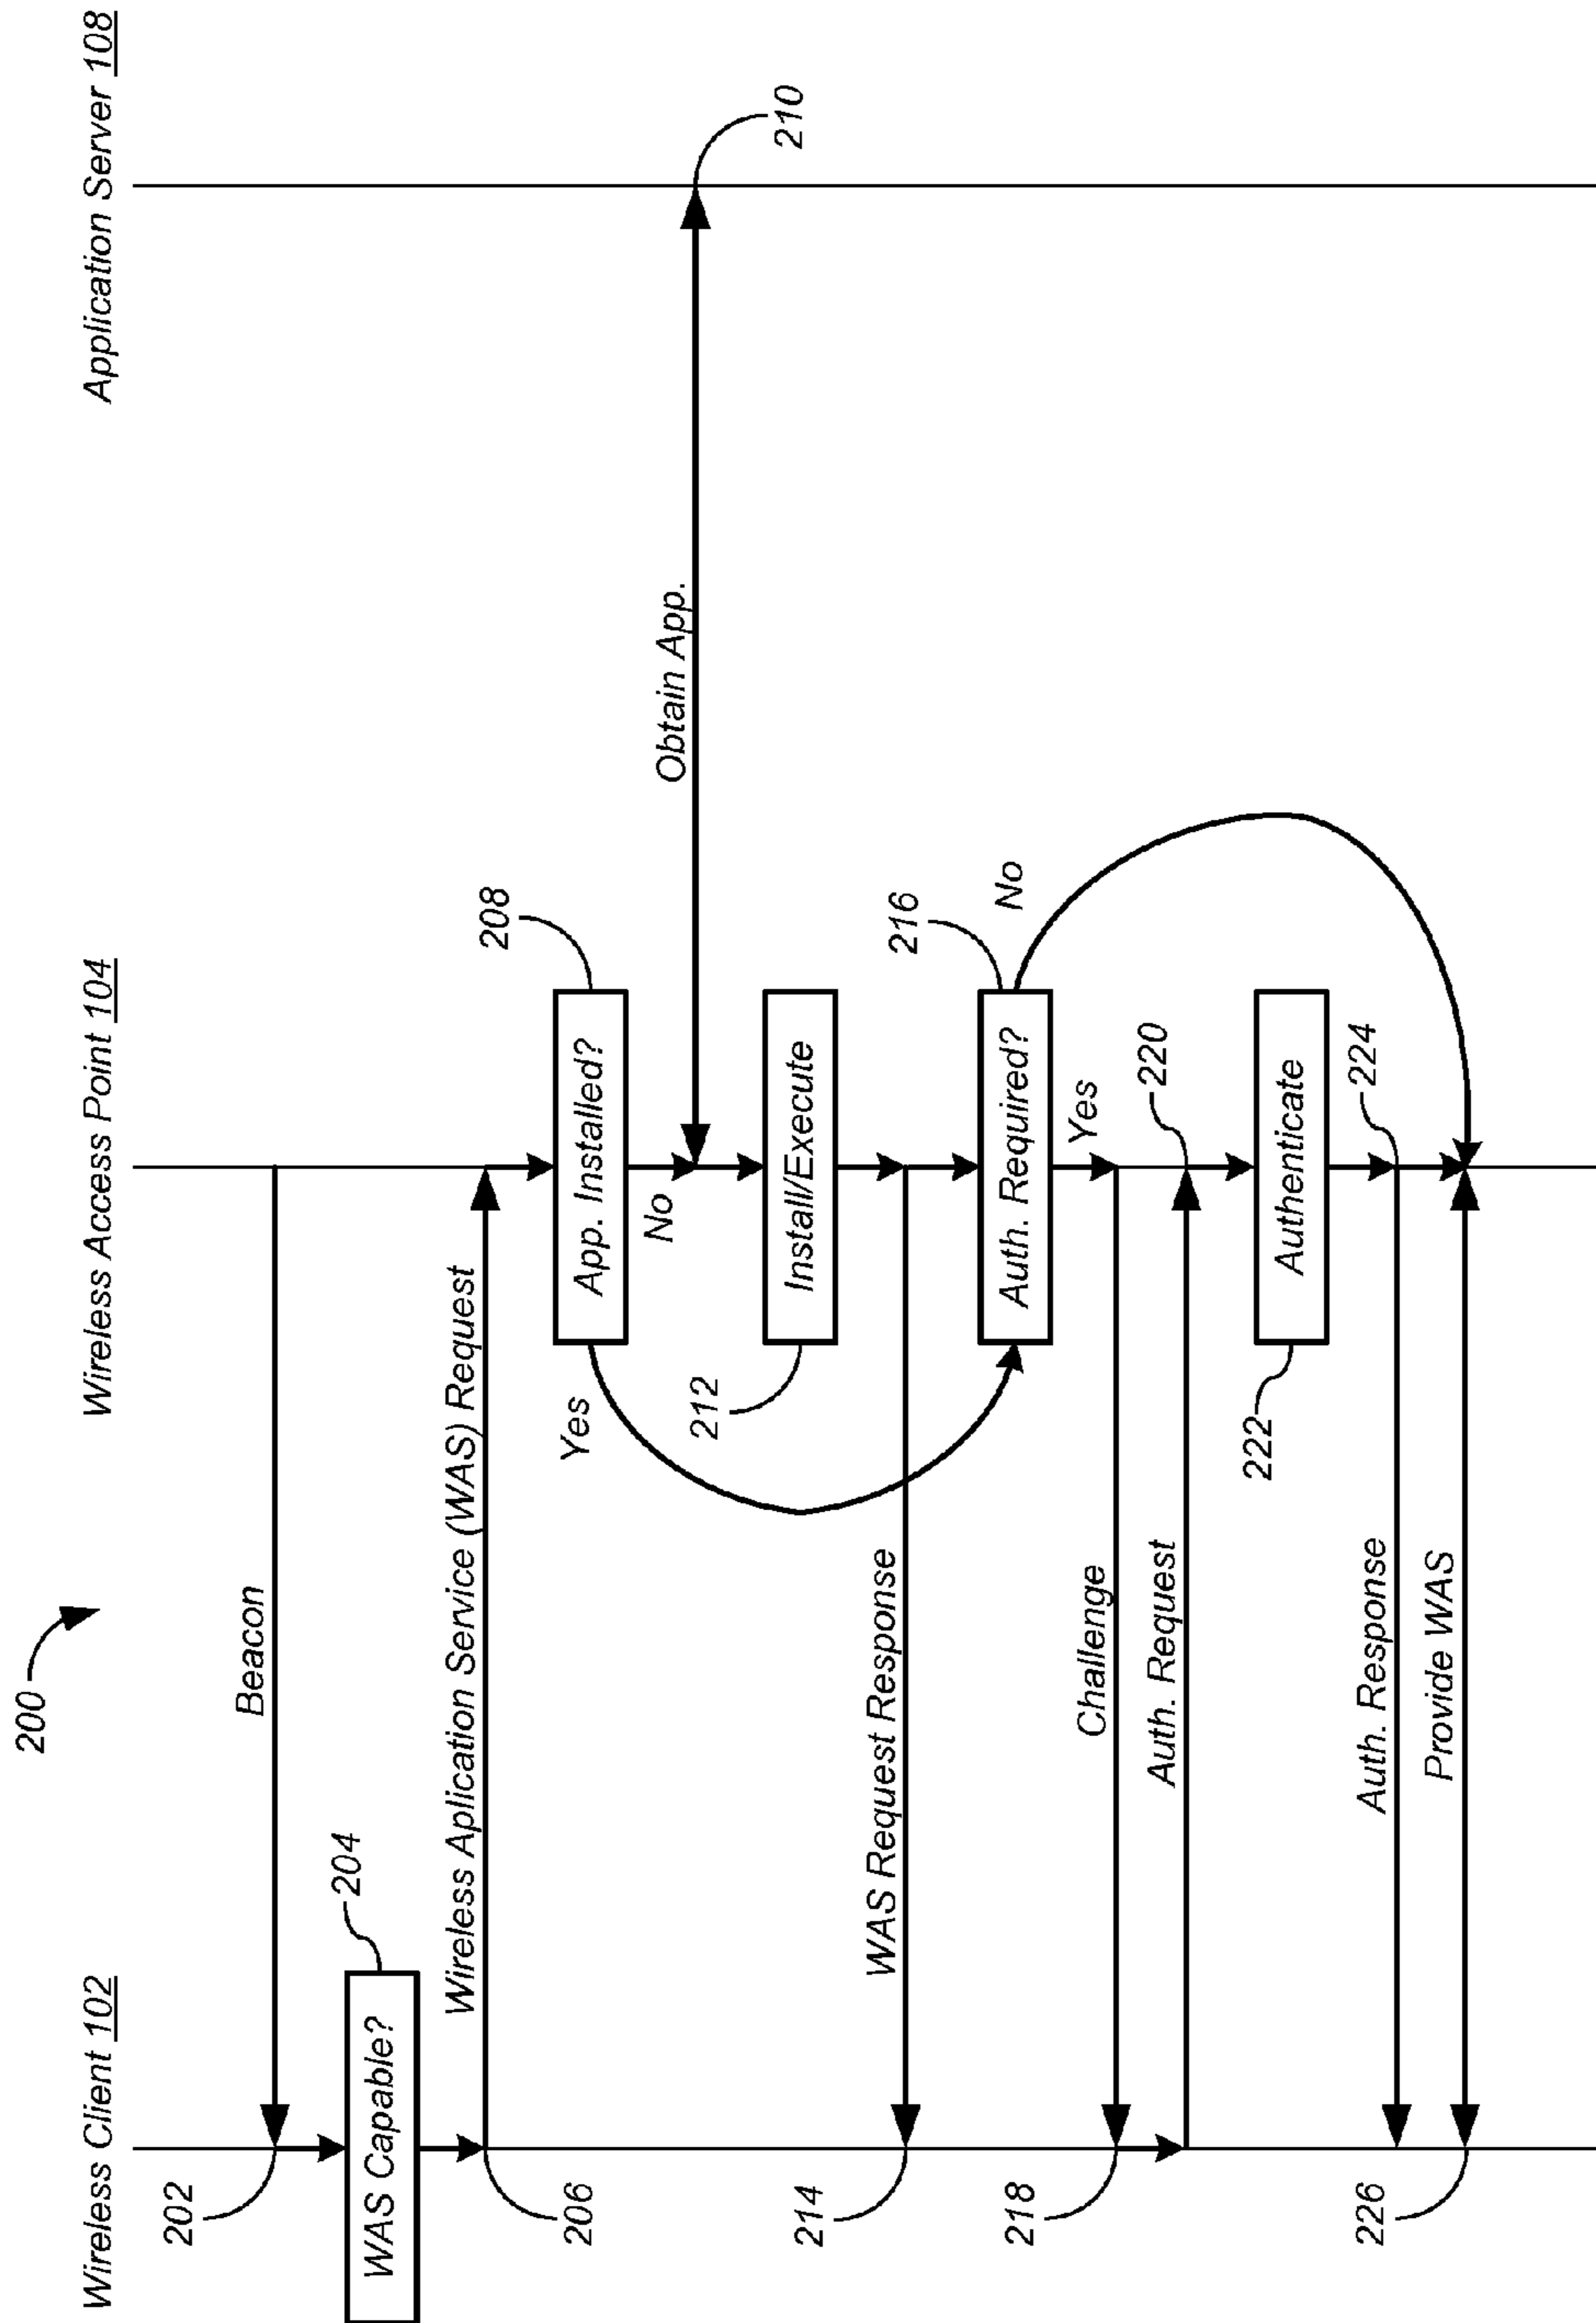 200
Wireless Client 102
Wireless Access Point 104
Application Server 108
202
Beacon
WAS Capable?
204
206
Wireless Aplication Service (WAS) Request
App. Installed?
208
Yes
No
Obtain App.
210
212
Install/Execute
214
WAS Request Response
Auth. Required?
216
No
Yes
218
Challenge
Auth. Request
220
222
Authenticate
Auth. Response
224
226
Provide WAS